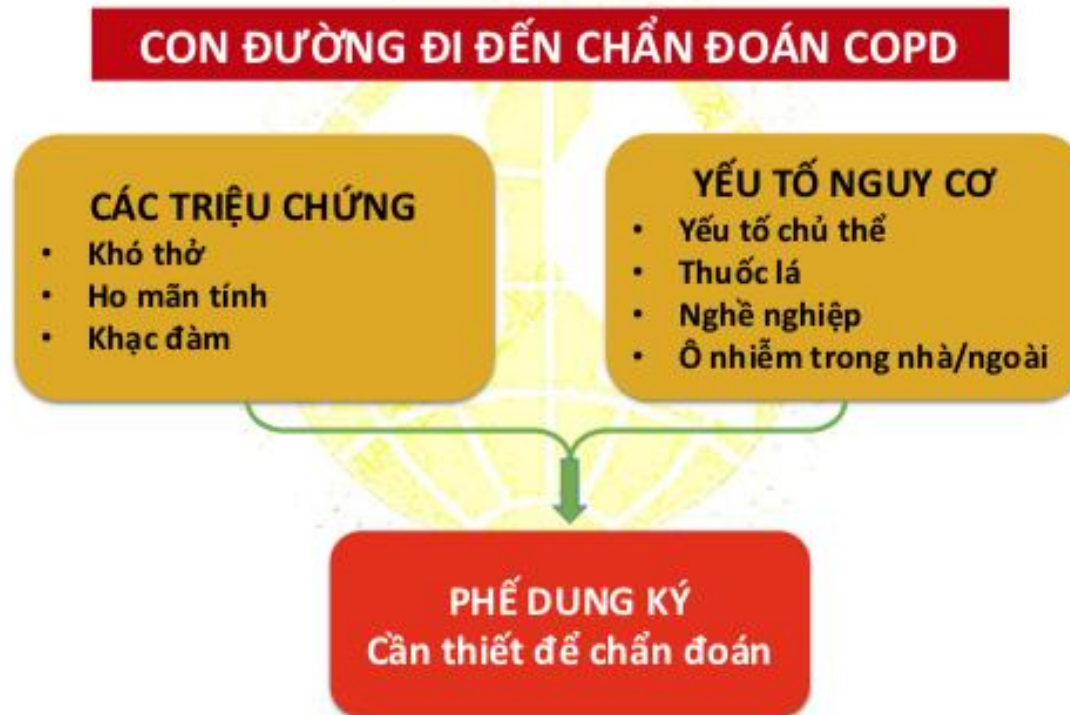 CON ĐƯỜNG ĐI ĐẾN CHẨN ĐOÁN COPD
CÁC TRIỆU CHỨNG
• Khó thở
• Ho mãn tính
• Khạc đàm
YẾU TỐ NGUY CƠ
• Yếu tố chủ thể
• Thuốc lá
• Nghề nghiệp
• Ô nhiễm trong nhà/ngoài
PHẾ DUNG KÝ
Cần thiết để chẩn đoán